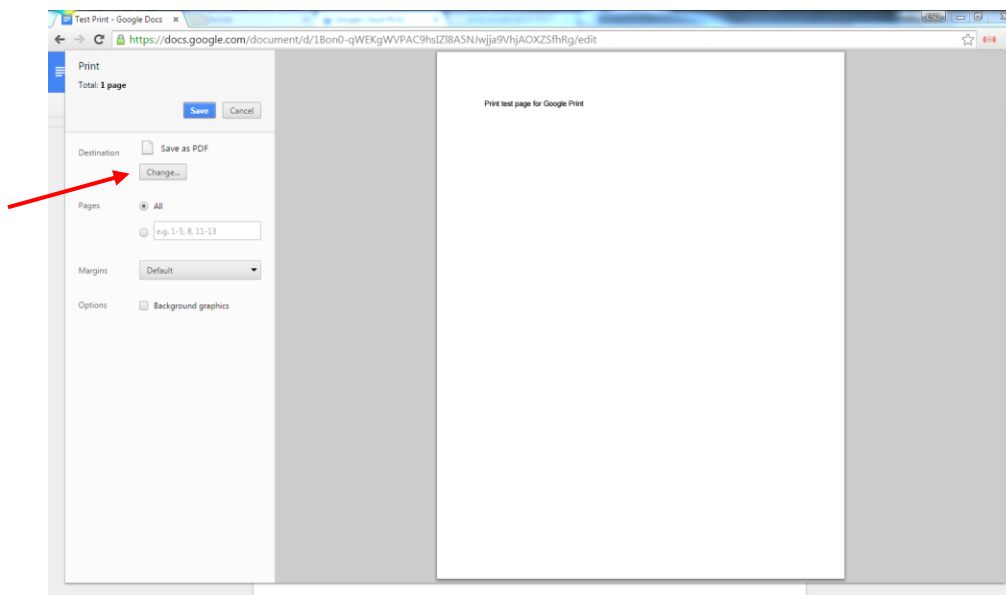 Test Print - Google Docs
https://docs.google.com/document/d/1Bon0-qWEKgWVPAC9hsIZl8A5NJwjja9VhjAOXZSfhRg/edit
Print
Total: 1 page
Save Cancel
Destination Save as PDF
Change...
Pages All
e.g. 1-5, 8, 11-13
Margins Default
Options Background graphics
Print test page for Google Print